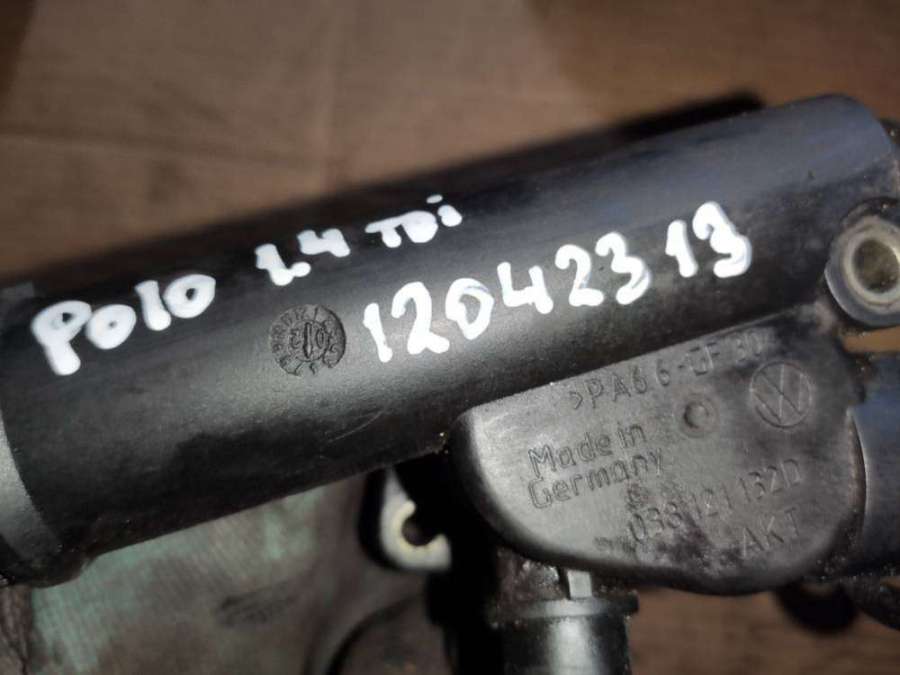 Polo 1.4 TDi
12042313
>PA66-GF30
Made in
Germany
038121132D
AKT